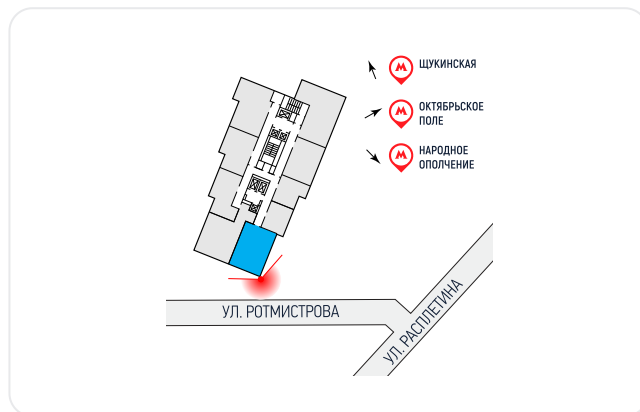 ЩУКИНСКАЯ
ОКТЯБРЬСКОЕ
ПОЛЕ
НАРОДНОЕ
ОПОЛЧЕНИЕ
УЛ. РОТМИСТРОВА
УЛ. РАСПЛЕТИНА